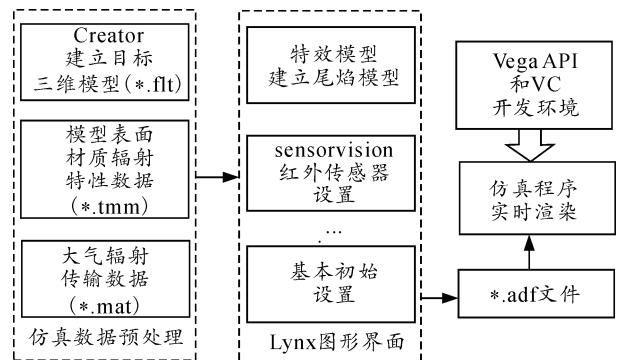 Creator
建立目标
三维模型(*.flt)
模型表面
材质辐射
特性数据
(*.tmm)
大气辐射
传输数据
(*.mat)
仿真数据预处理
特效模型
建立尾焰模型
sensorvision
红外传感器
设置
...
基本初始
设置
Lynx图形界面
Vega API
和VC
开发环境
仿真程序
实时渲染
*.adf文件